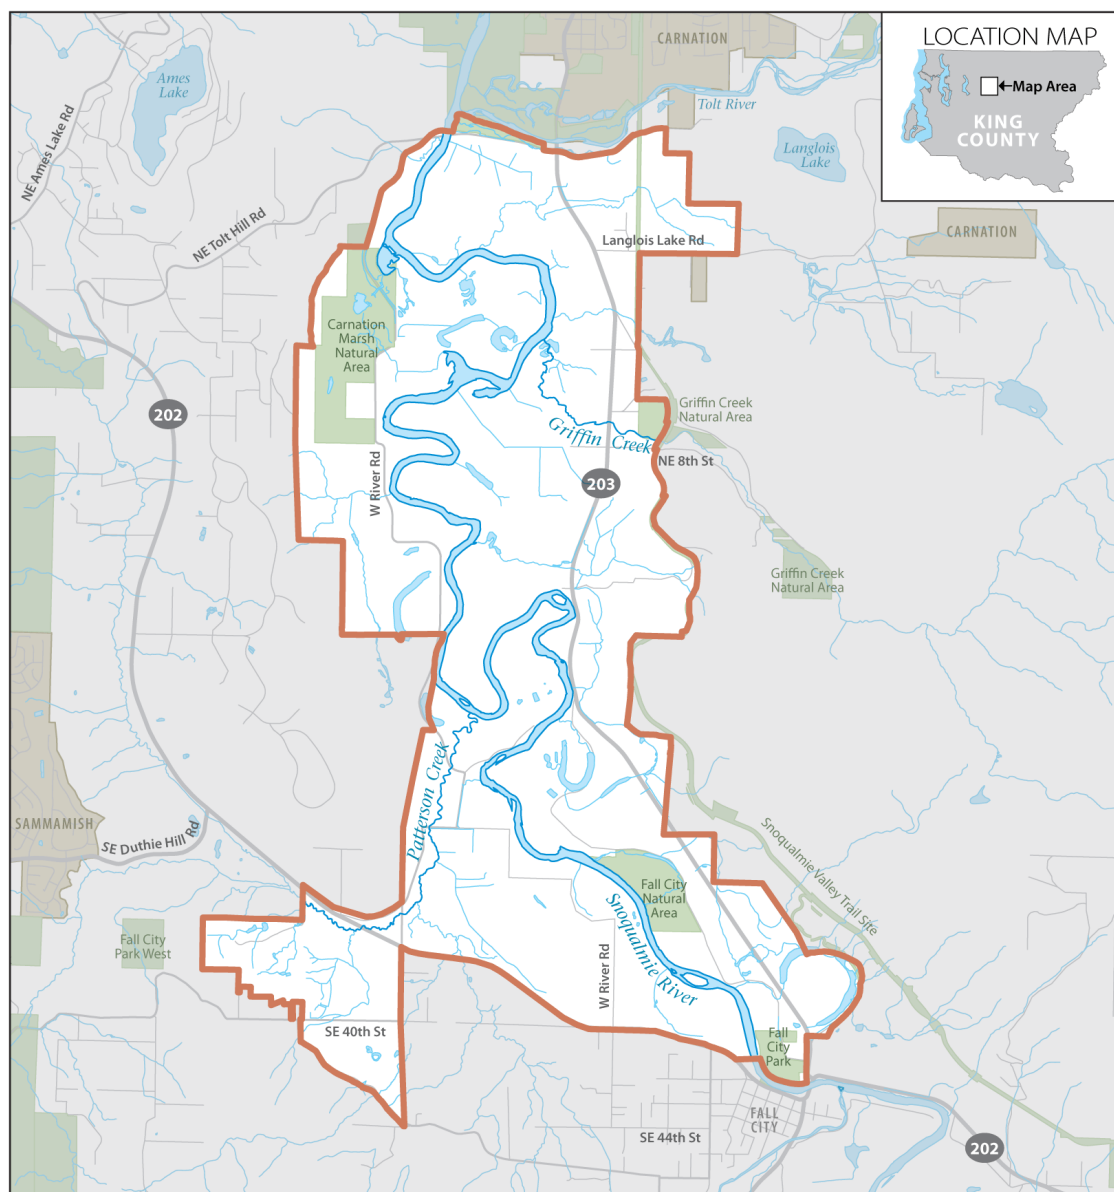 CARNATION
LOCATION MAP
Map Area
KING
COUNTY
Ames
Lake
Tolt River
Langlois
Lake
NE Ames Lake Rd
NE Tolt Hill Rd
Langlois Lake Rd
CARNATION
Carnation
Marsh
Natural
Area
202
Griffin Creek
Natural Area
Griffin Creek
NE 8th St
W River Rd
203
Griffin Creek
Natural Area
Patterson Creek
SAMMAMISH
SE Duthie Hill Rd
Snoqualmie Valley Trail Site
Fall City
Natural
Area
Snoqualmie
River
Fall City
Park West
W River Rd
SE 40th St
Fall
City
Park
FALL
CITY
SE 44th St
202